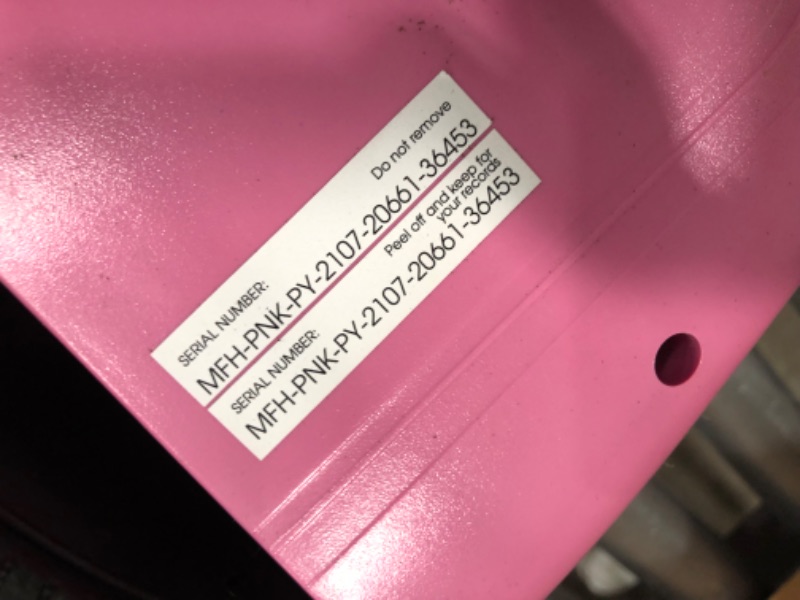 Do not remove
SERIAL NUMBER:
MFH-PNK-PY-2107-20661-36453
Peel off and keep for
your records
SERIAL NUMBER:
MFH-PNK-PY-2107-20661-36453